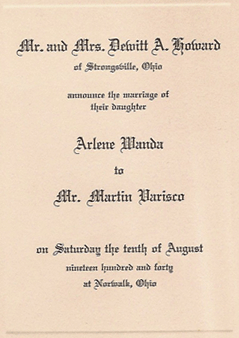 Mr. and Mrs. Dewitt A. Howard
of Strongsville, Ohio
announce the marriage of
their daughter
Arlene Wanda
to
Mr. Martin Varisco
on Saturday the tenth of August
nineteen hundred and forty
at Norwalk, Ohio